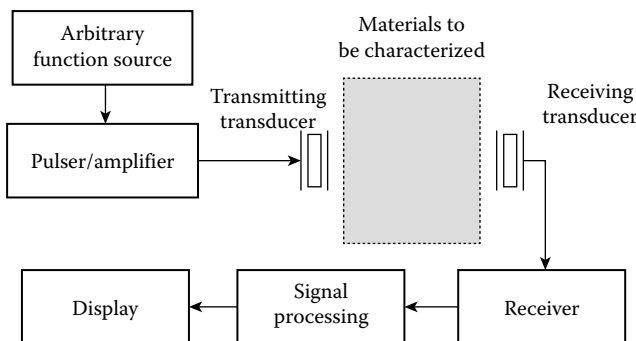 Arbitrary
function source
Materials to
be characterized
Transmitting
transducer
Receiving
transducer
Pulser/amplifier
Display
Signal
processing
Receiver